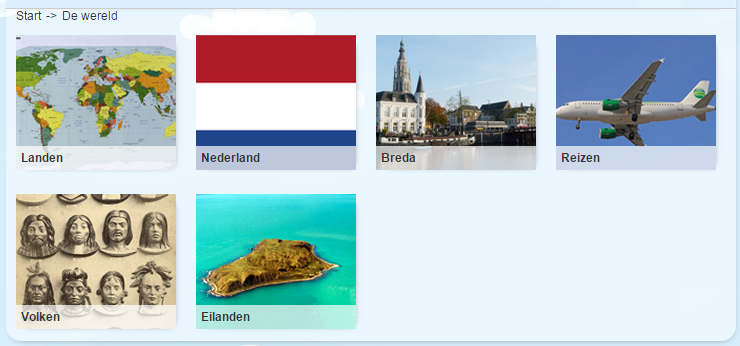 Start -> De wereld
Landen
Nederland
Breda
Reizen
Volken
Eilanden